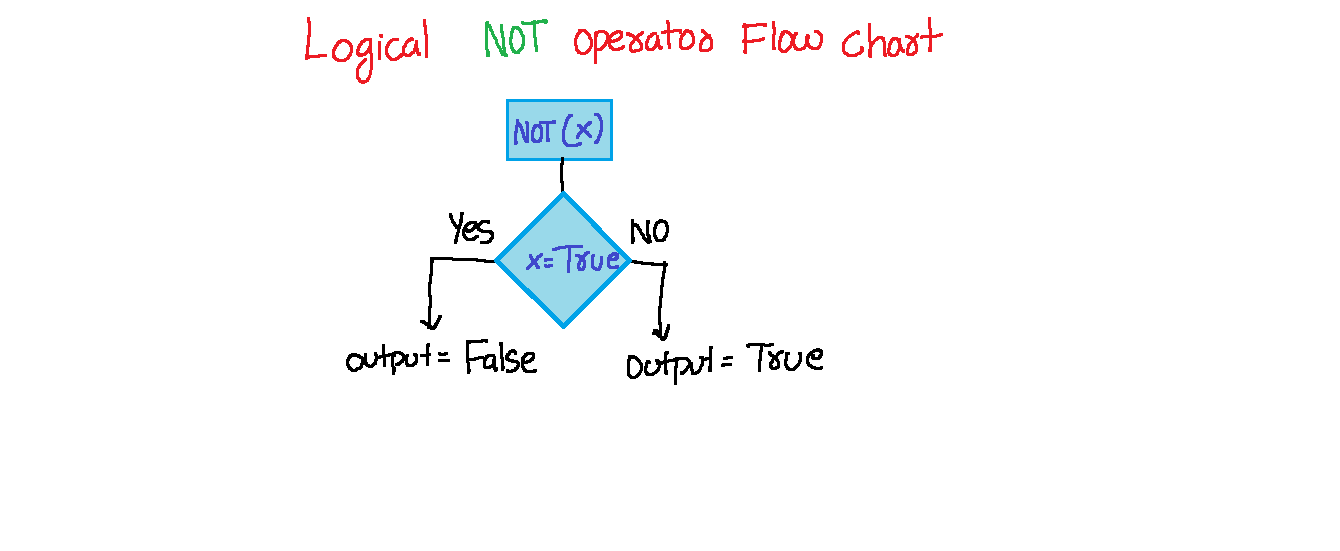 Logical NOT operator Flow chart
NOT (x)
Yes
NO
x=True
output = False
Output = True